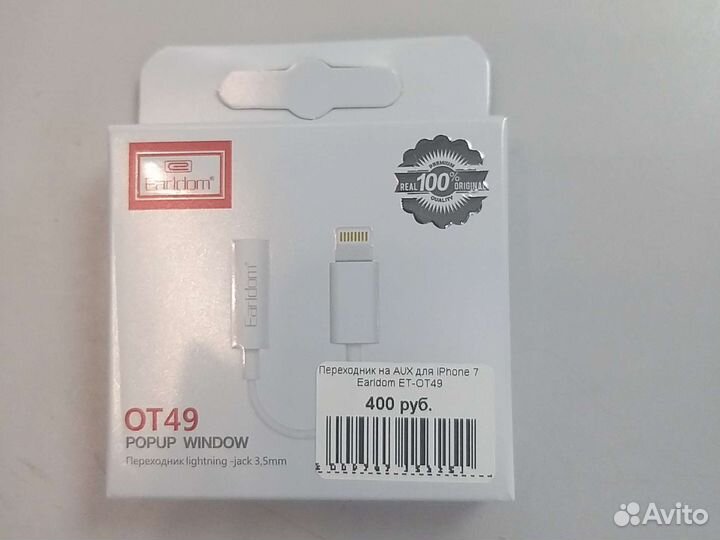 Earldom®
PREMIUM
REAL 100% ORIGINAL
QUALITY
Earldom®
Переходник на AUX для iPhone 7
Earldom ET-OT49
400 руб.
OT49
POPUP WINDOW
Переходник lightning -jack 3,5mm
Avito